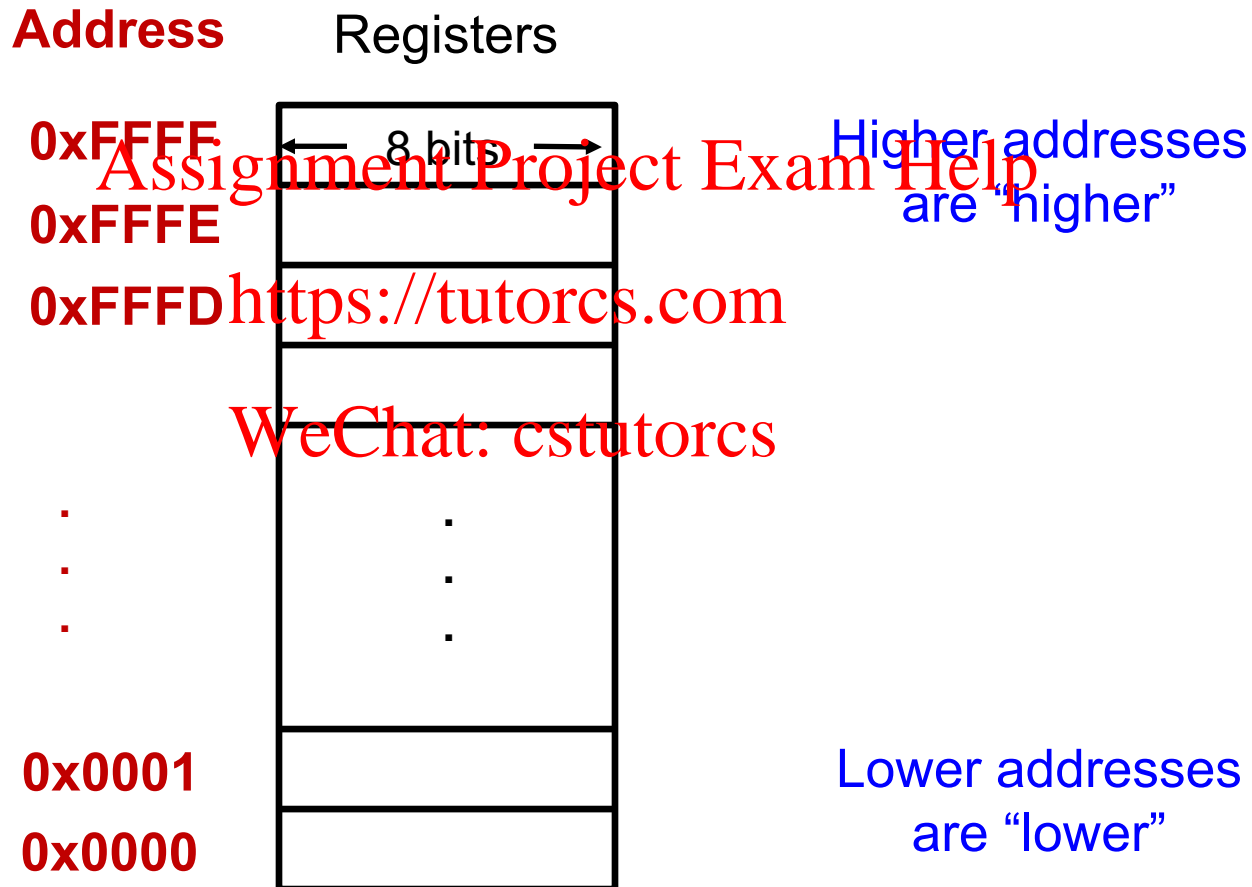 Address
Registers
0xFFFF
8 bits
Higher addresses
are “higher”
Assignment Project Exam Help
0xFFFE
0xFFFD
https://tutorcs.com
WeChat: cstutorcs
.
.
.
.
.
.
0x0001
Lower addresses
are “lower”
0x0000